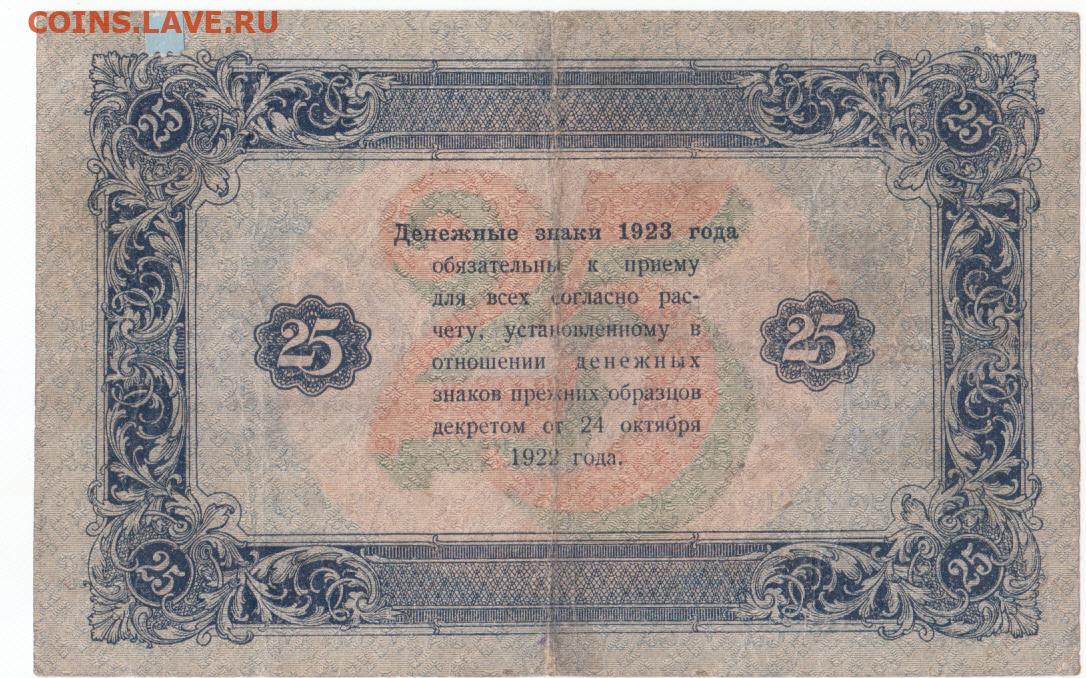 COINS.LAVE.RU
25 25
25
Денежные знаки 1923 года
обязательны к приему
для всех согласно рас-
чету, установленному в
отношении денежных
знаков прежних образцов
декретом от 24 октября
1922 года.
25 25
25 25